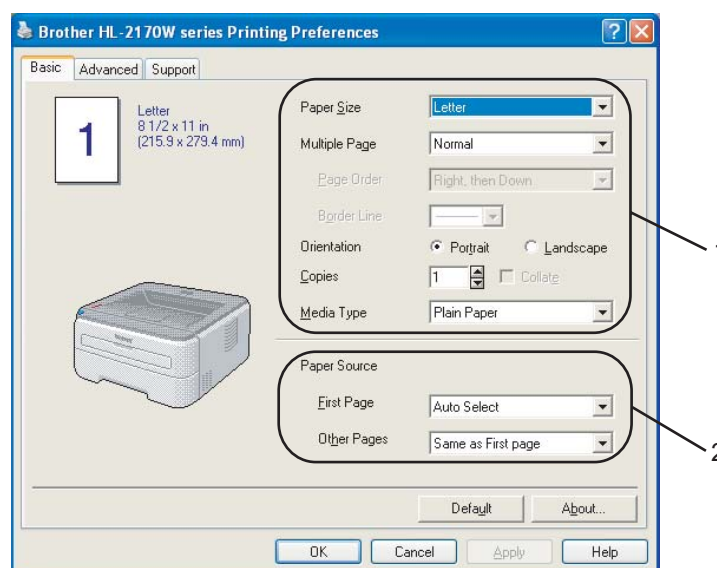 Brother HL-2170W series Printing Preferences
Basic Advanced Support
1
Letter
8 1/2 x 11 in
(215.9 x 279.4 mm)
Paper Size Letter
Multiple Page Normal
Page Order Right, then Down
Border Line
Orientation Portrait Landscape
Copies 1 Collate
Media Type Plain Paper
1
Paper Source
First Page Auto Select
Other Pages Same as First page
2
Default About...
OK Cancel Apply Help